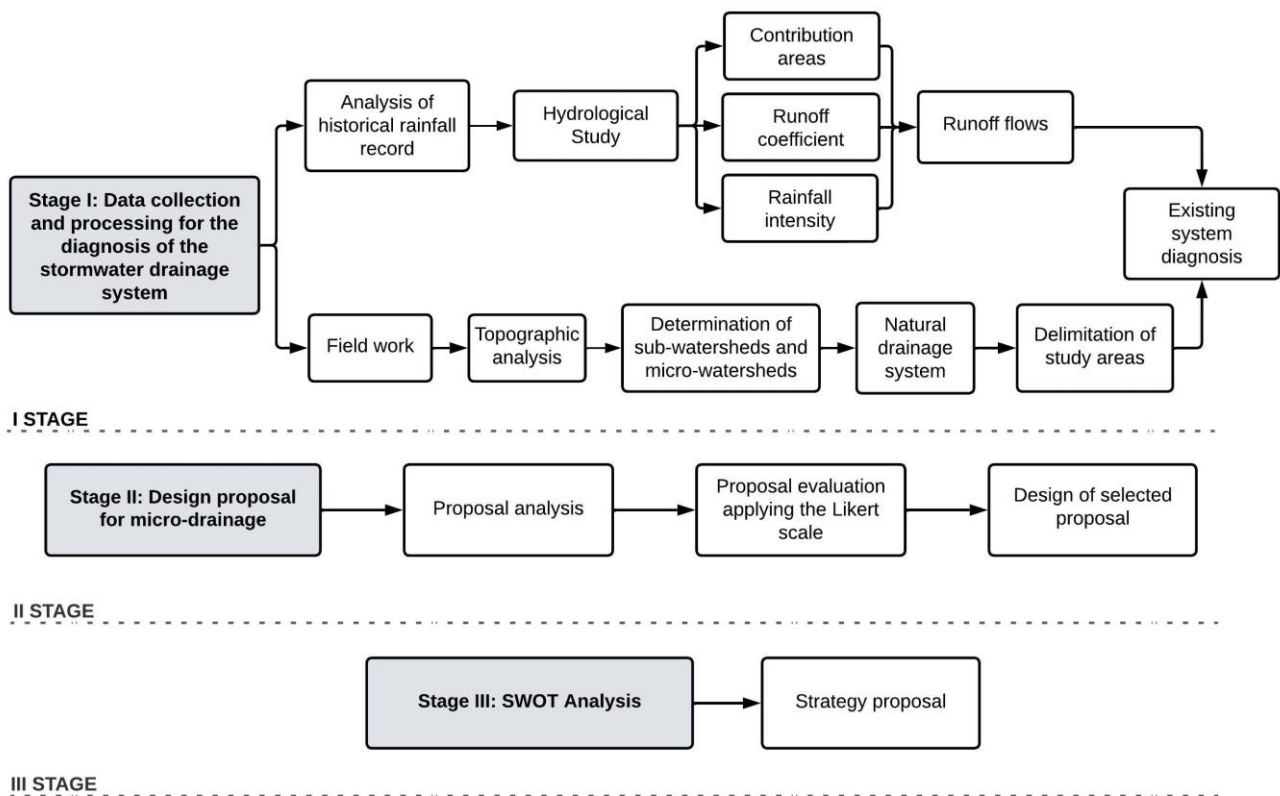 Contribution
areas
Analysis of
historical rainfall
record
Hydrological
Study
Runoff
coefficient
Runoff flows
Stage I: Data collection
and processing for the
diagnosis of the
stormwater drainage
system
Rainfall
intensity
Existing
system
diagnosis
Field work
Topographic
analysis
Determination of
sub-watersheds and
micro-watersheds
Natural
drainage
system
Delimitation of
study areas
I STAGE
Stage II: Design proposal
for micro-drainage
Proposal analysis
Proposal evaluation
applying the Likert
scale
Design of selected
proposal
II STAGE
Stage III: SWOT Analysis
Strategy proposal
III STAGE